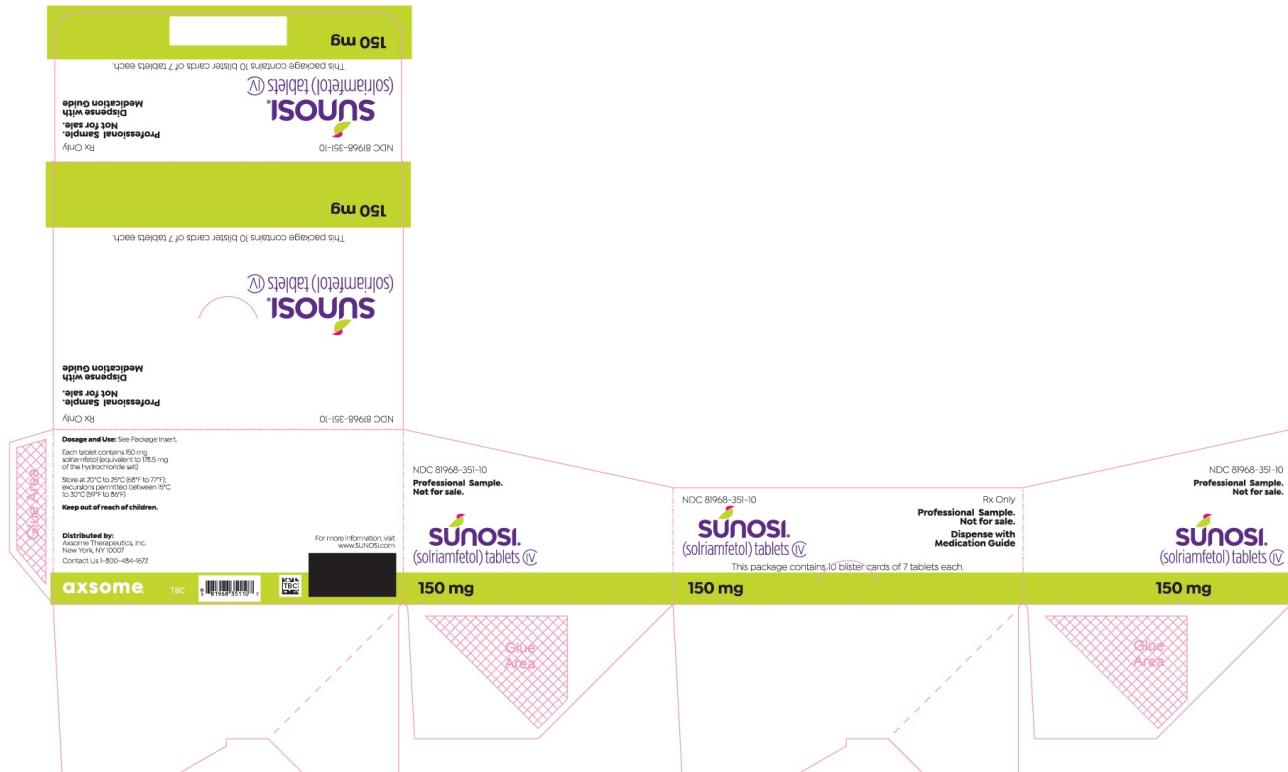 150 mg
This package contains 10 blister cards of 7 tablets each.
(solriamfetol) tablets IV
SUNOSI®
Dispense with
Medication Guide
Professional Sample.
Not for sale.
Rx Only
NDC 81968-351-10
150 mg
This package contains 10 blister cards of 7 tablets each.
(solriamfetol) tablets IV
SUNOSI®
Dispense with
Medication Guide
Professional Sample.
Not for sale.
Rx Only
NDC 81968-351-10
Glue Area
Dosage and Use: See Package Insert.
Each tablet contains 150 mg
solriamfetol (equivalent to 178.5 mg
of the hydrochloride salt)
Store at 20°C to 25°C (68°F to 77°F);
excursions permitted between 15°C
to 30°C (59°F to 86°F)
Keep out of reach of children.
Distributed by:
Axsome Therapeutics, Inc.
New York, NY 10007
Contact Us 1-800-484-1672
For more information, visit
www.SUNOSI.com
axsome
TBC
N
3 81968 35110 7
TBC
NDC 81968-351-10
Professional Sample.
Not for sale.
SUNOSI.
(solriamfetol) tablets IV
150 mg
Glue
Area
NDC 81968-351-10
Rx Only
Professional Sample.
Not for sale.
Dispense with
Medication Guide
SUNOSI.
(solriamfetol) tablets IV
This package contains 10 blister cards of 7 tablets each.
150 mg
NDC 81968-351-10
Professional Sample.
Not for sale.
SUNOSI.
(solriamfetol) tablets IV
150 mg
Glue
Area